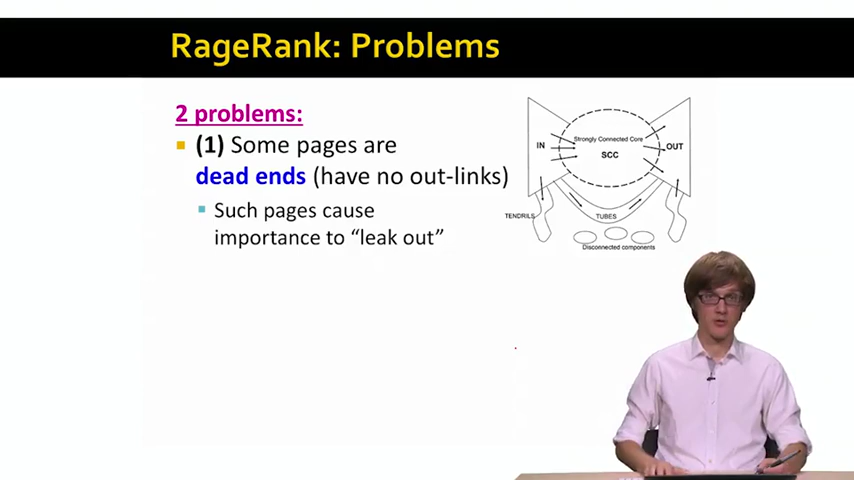 RageRank: Problems
2 problems:
(1) Some pages are
dead ends (have no out-links)
Such pages cause
importance to “leak out”
IN
Strongly Connected Core
SCC
OUT
TENDRILS
TUBES
Disconnected components